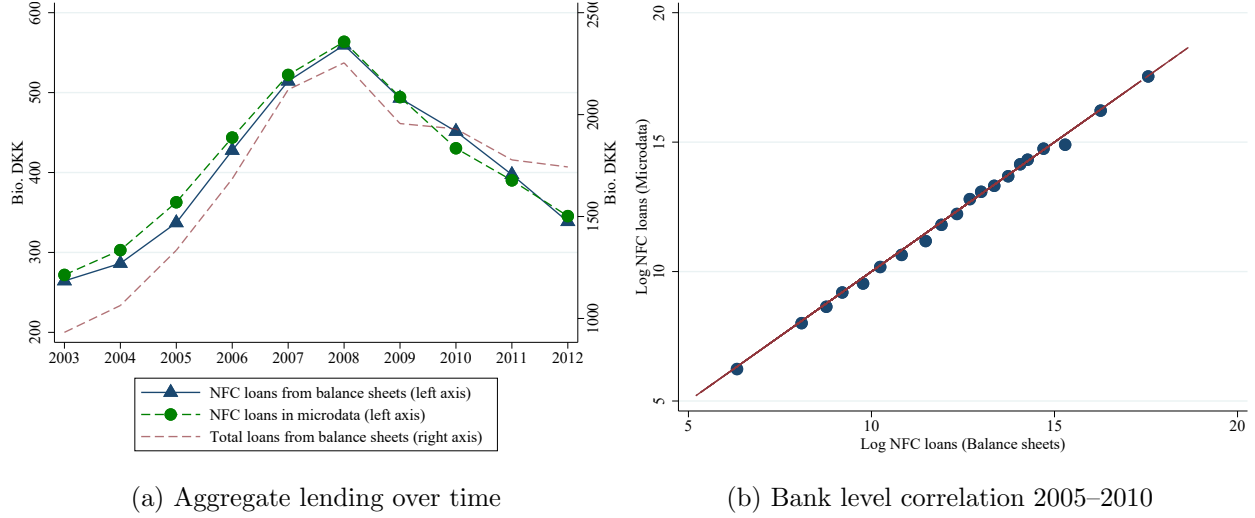 600
500
400
300
200
Bio. DKK
2500
2000
1500
1000
Bio. DKK
2003 2004 2005 2006 2007 2008 2009 2010 2011 2012
NFC loans from balance sheets (left axis)
NFC loans in microdata (left axis)
Total loans from balance sheets (right axis)
(a) Aggregate lending over time
20
15
10
5
Log NFC loans (Microdata)
5 10 15 20
Log NFC loans (Balance sheets)
(b) Bank level correlation 2005–2010